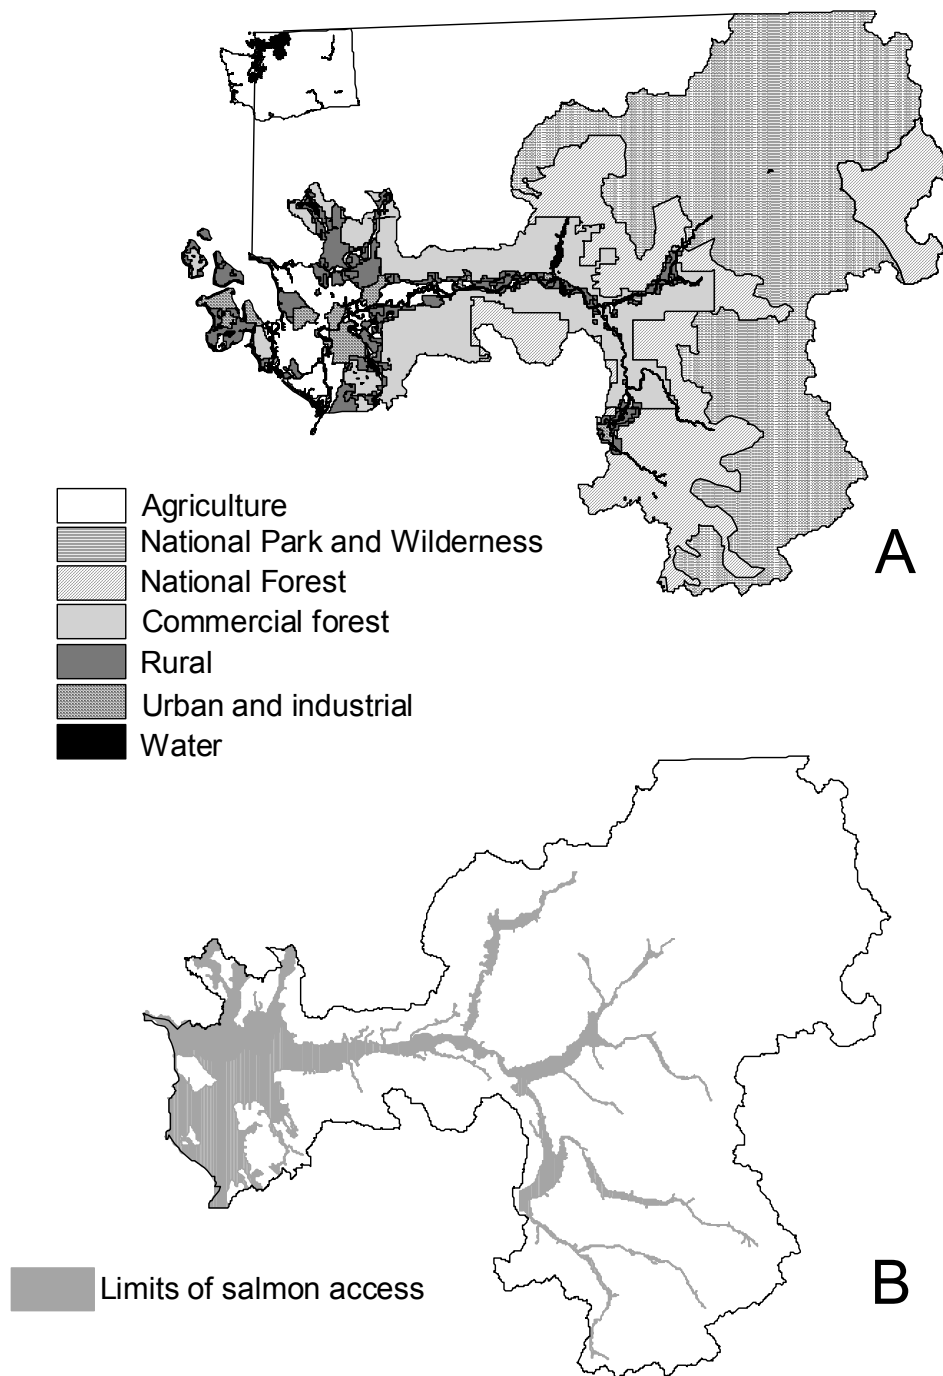 Agriculture
National Park and Wilderness
National Forest
Commercial forest
Rural
Urban and industrial
Water
A
Limits of salmon access
B